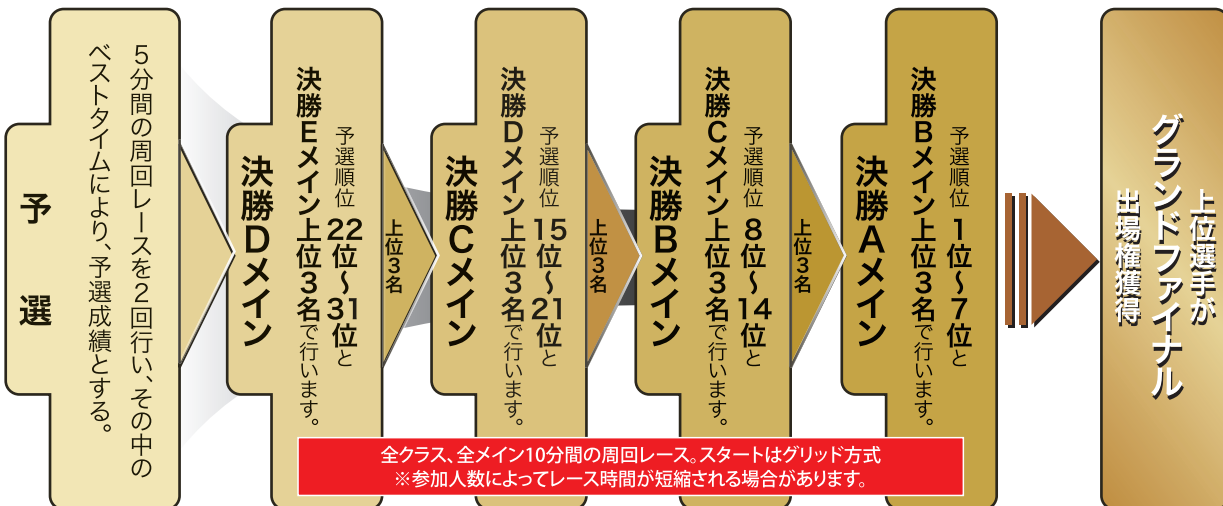 予選
5分間の周回レースを2回行い、その中の
ベストタイムにより、予選成績とする。
決勝Dメイン
予選順位 22位～31位と
決勝Eメイン上位3名で行います。
上位3名
決勝Cメイン
予選順位 15位～21位と
決勝Dメイン上位3名で行います。
上位3名
決勝Bメイン
予選順位 8位～14位と
決勝Cメイン上位3名で行います。
上位3名
決勝Aメイン
予選順位 1位～7位と
決勝Bメイン上位3名で行います。
上位選手が
グランドファイナル
出場権獲得
全クラス、全メイン10分間の周回レース。スタートはグリッド方式
※参加人数によってレース時間が短縮される場合があります。